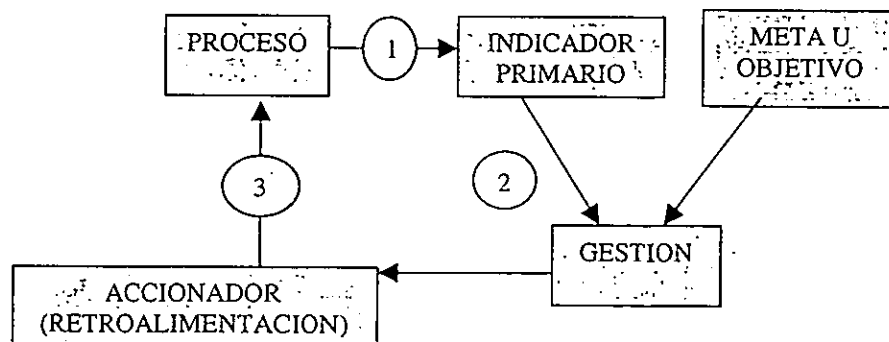 PROCESO
1
INDICADOR
PRIMARIO
META U
OBJETIVO
3
2
GESTION
ACCIONADOR
(RETROALIMENTACION)